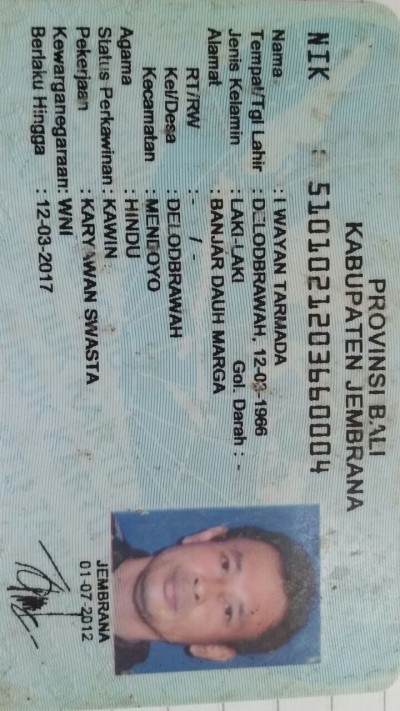 PROVINSI BALI
KABUPATEN JEMBRANA
NIK : 5101021203660004
Nama : I WAYAN TARMADA
Tempat/Tgl Lahir : DELODBRAWAH, 12-03-1966
Jenis Kelamin : LAKI-LAKI Gol. Darah : -
Alamat : BANJAR DAUH MARGA
RT/RW : - / -
Kel/Desa : DELODBRAWAH
Kecamatan : MENDOYO
Agama : HINDU
Status Perkawinan : KAWIN
Pekerjaan : KARYAWAN SWASTA
Kewarganegaraan: WNI
Berlaku Hingga : 12-03-2017
JEMBRANA
01-07-2012